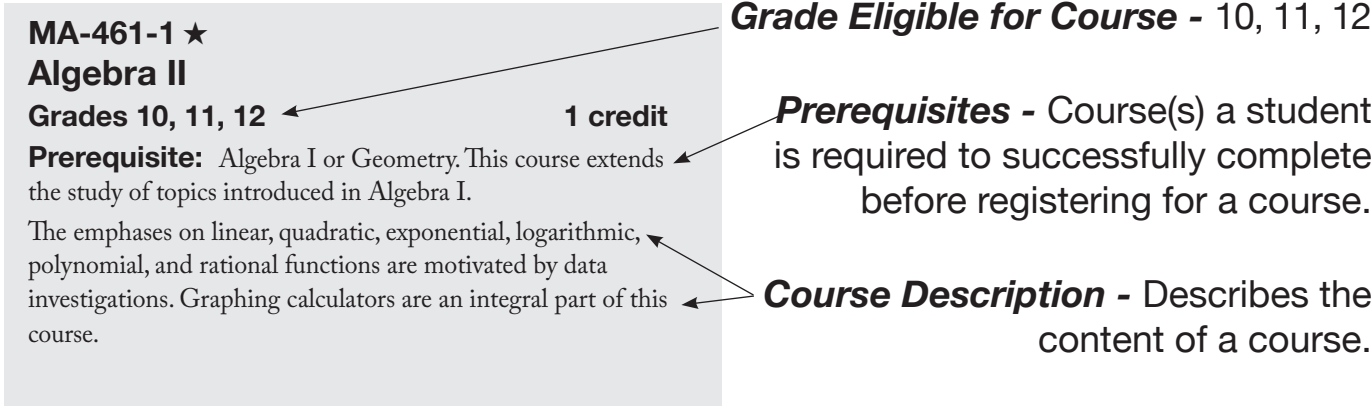 MA-461-1 ★
Algebra II
Grades 10, 11, 12 1 credit
Prerequisite: Algebra I or Geometry. This course extends
the study of topics introduced in Algebra I.
The emphases on linear, quadratic, exponential, logarithmic,
polynomial, and rational functions are motivated by data
investigations. Graphing calculators are an integral part of this
course.
Grade Eligible for Course - 10, 11, 12
Prerequisites - Course(s) a student
is required to successfully complete
before registering for a course.
Course Description - Describes the
content of a course.